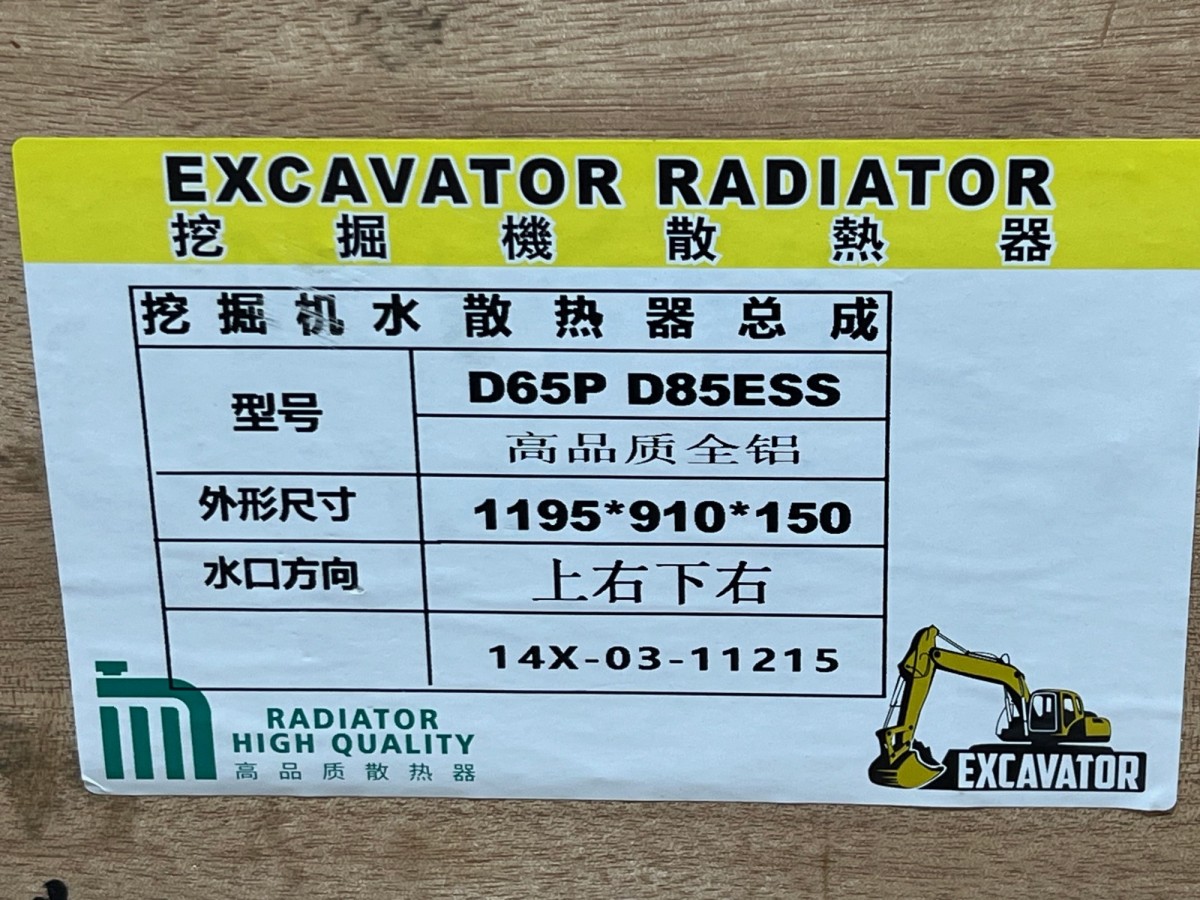 EXCAVATOR RADIATOR
挖掘機散熱器
挖掘机水散热器总成
型号
D65P D85ESS
高品质全铝
外形尺寸 1195*910*150
水口方向 上右下右
14X-03-11215
RADIATOR
HIGH QUALITY
高品质散热器
EXCAVATOR